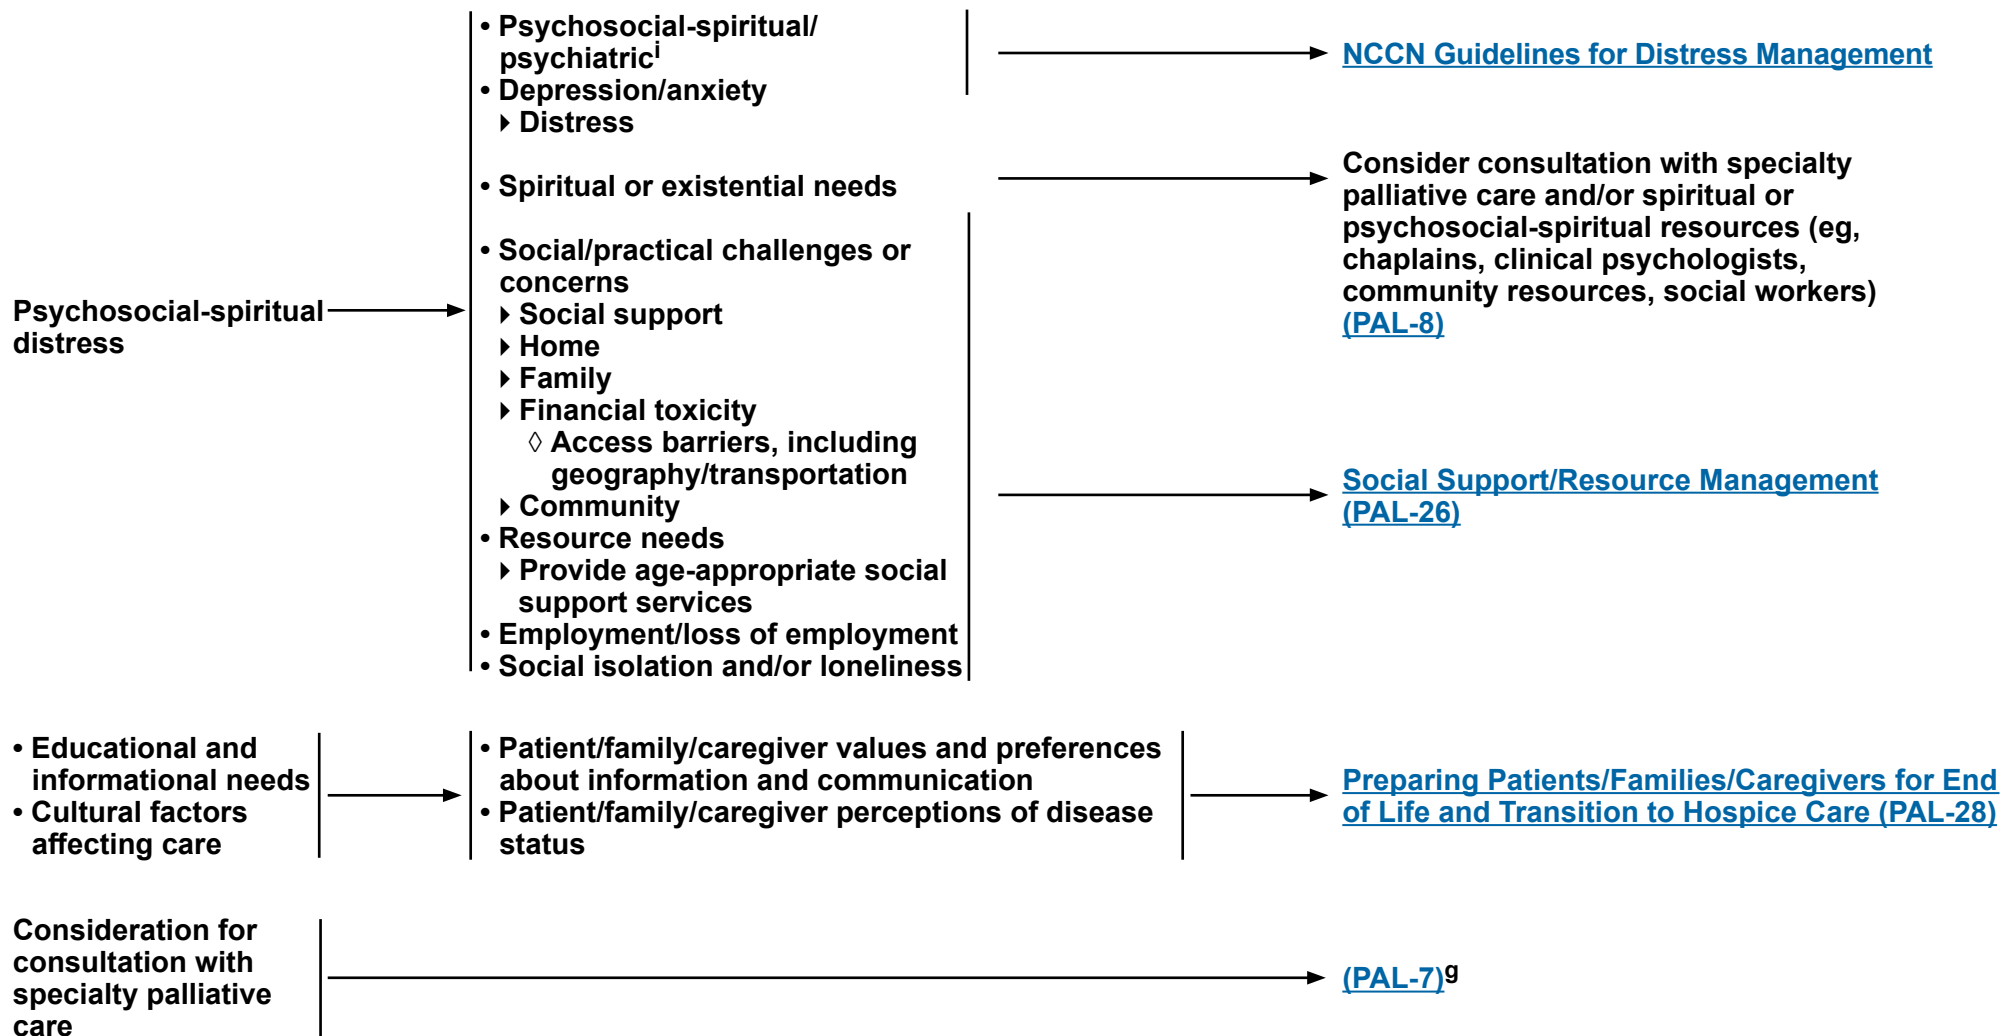 • Psychosocial-spiritual/
psychiatricⁱ
• Depression/anxiety
▸ Distress
NCCN Guidelines for Distress Management
• Spiritual or existential needs
Consider consultation with specialty
palliative care and/or spiritual or
psychosocial-spiritual resources (eg,
chaplains, clinical psychologists,
community resources, social workers)
(PAL-8)
Psychosocial-spiritual
distress
• Social/practical challenges or
concerns
▸ Social support
▸ Home
▸ Family
▸ Financial toxicity
◊ Access barriers, including
geography/transportation
▸ Community
• Resource needs
▸ Provide age-appropriate social
support services
• Employment/loss of employment
• Social isolation and/or loneliness
Social Support/Resource Management
(PAL-26)
• Educational and
informational needs
• Cultural factors
affecting care
• Patient/family/caregiver values and preferences
about information and communication
• Patient/family/caregiver perceptions of disease
status
Preparing Patients/Families/Caregivers for End
of Life and Transition to Hospice Care (PAL-28)
Consideration for
consultation with
specialty palliative
care
(PAL-7)ᵍ